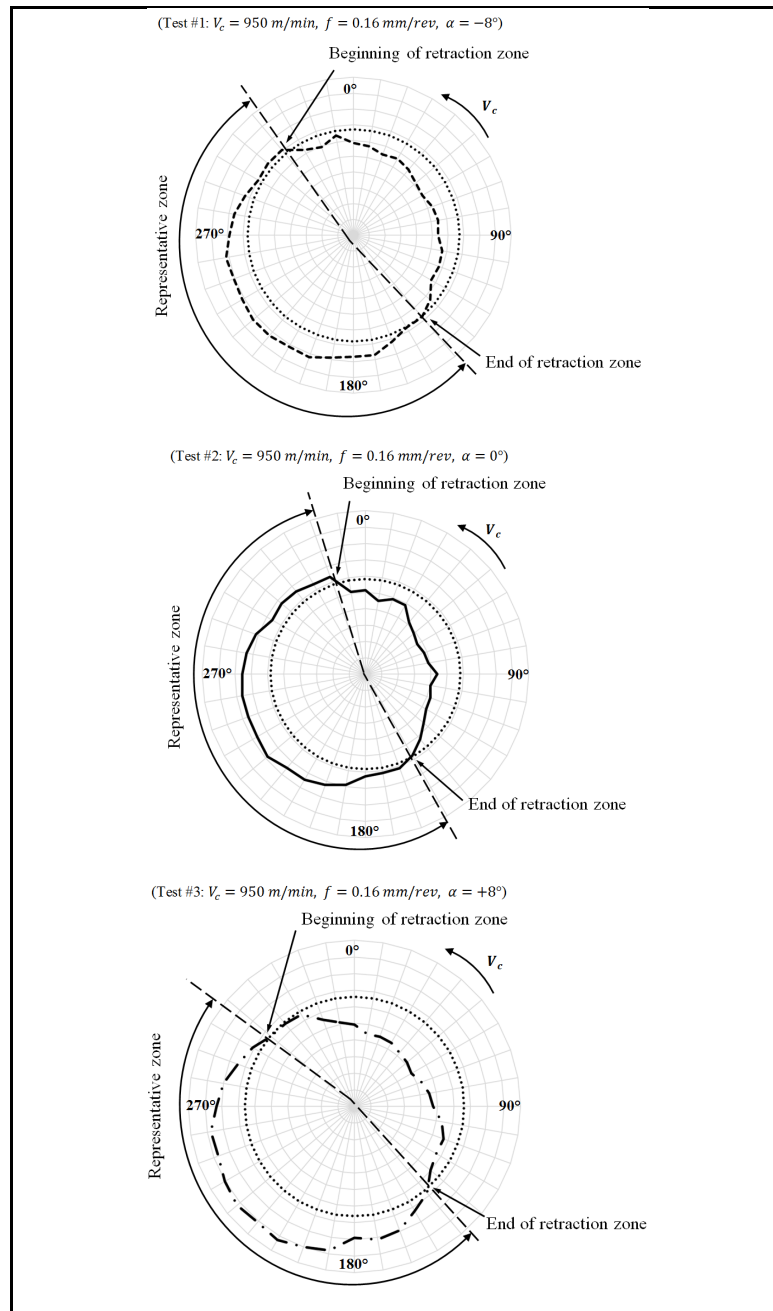 (Test #1: V_c = 950 m/min, f = 0.16 mm/rev, α = −8°)
Beginning of retraction zone
0°
V_c
Representative zone
270°
90°
End of retraction zone
180°
(Test #2: V_c = 950 m/min, f = 0.16 mm/rev, α = 0°)
Beginning of retraction zone
0°
V_c
Representative zone
270°
90°
End of retraction zone
180°
(Test #3: V_c = 950 m/min, f = 0.16 mm/rev, α = +8°)
Beginning of retraction zone
0°
V_c
Representative zone
270°
90°
End of retraction zone
180°